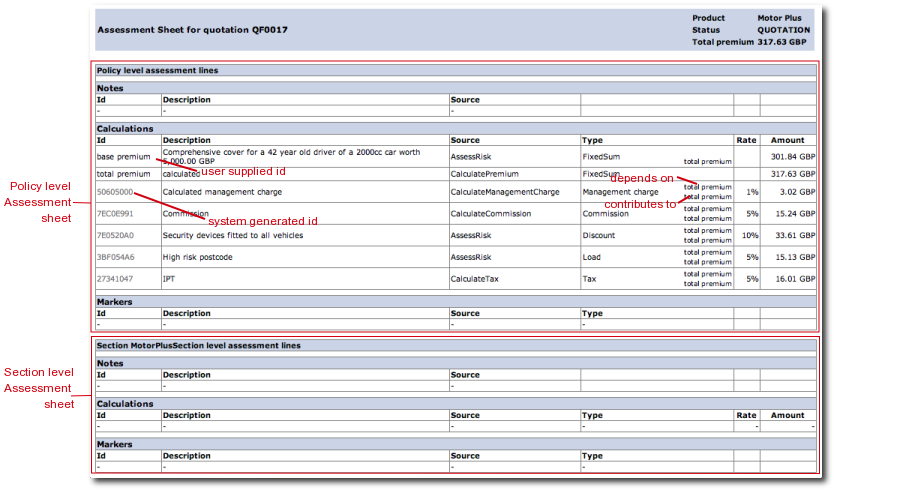 Assessment Sheet for quotation QF0017
Product Motor Plus
Status QUOTATION
Total premium 317.63 GBP
Policy level assessment lines
Notes
Id Description Source
- - -
Calculations
Id Description Source Type Rate Amount
base premium Comprehensive cover for a 42 year old driver of a 2000cc car worth 5,000.00 GBP AssessRisk FixedSum total premium 301.84 GBP
user supplied id
total premium calculated CalculatePremium FixedSum 317.63 GBP
depends on
50605000 Calculated management charge CalculateManagementCharge Management charge total premium total premium 1% 3.02 GBP
contributes to
7EC0E991 Commission CalculateCommission Commission total premium total premium 5% 15.24 GBP
system generated id
7E0520A0 Security devices fitted to all vehicles AssessRisk Discount total premium total premium 10% 33.61 GBP
3BF054A6 High risk postcode AssessRisk Load total premium total premium 5% 15.13 GBP
27341047 IPT CalculateTax Tax total premium total premium 5% 16.01 GBP
Markers
Id Description Source Type
- - - -
Policy level
Assessment
sheet
Section MotorPlusSection level assessment lines
Notes
Id Description Source
- - -
Calculations
Id Description Source Type Rate Amount
- - - - - -
Markers
Id Description Source Type
- - - -
Section level
Assessment
sheet